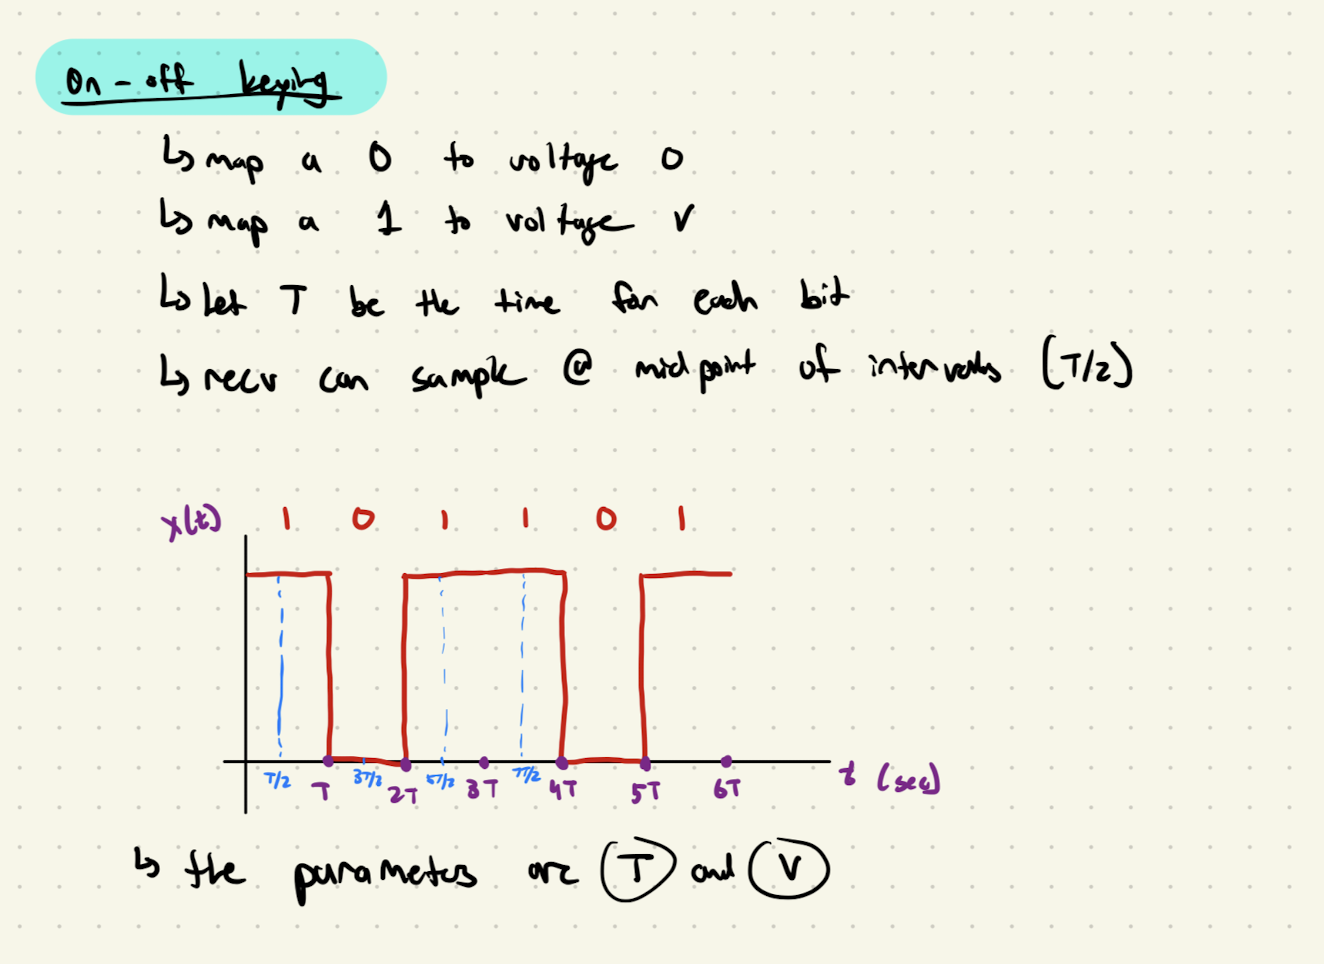 On-off keying
↳ map a 0 to voltage 0
↳ map a 1 to voltage V
↳ Let T be the time for each bit
↳ recv can sample @ midpoint of intervals (T/2)
x(t) 1 0 1 1 0 1
T/2 T 3T/2 2T 5T/2 3T 7T/2 4T 5T 6T t (sec)
↳ the parameters are T and V